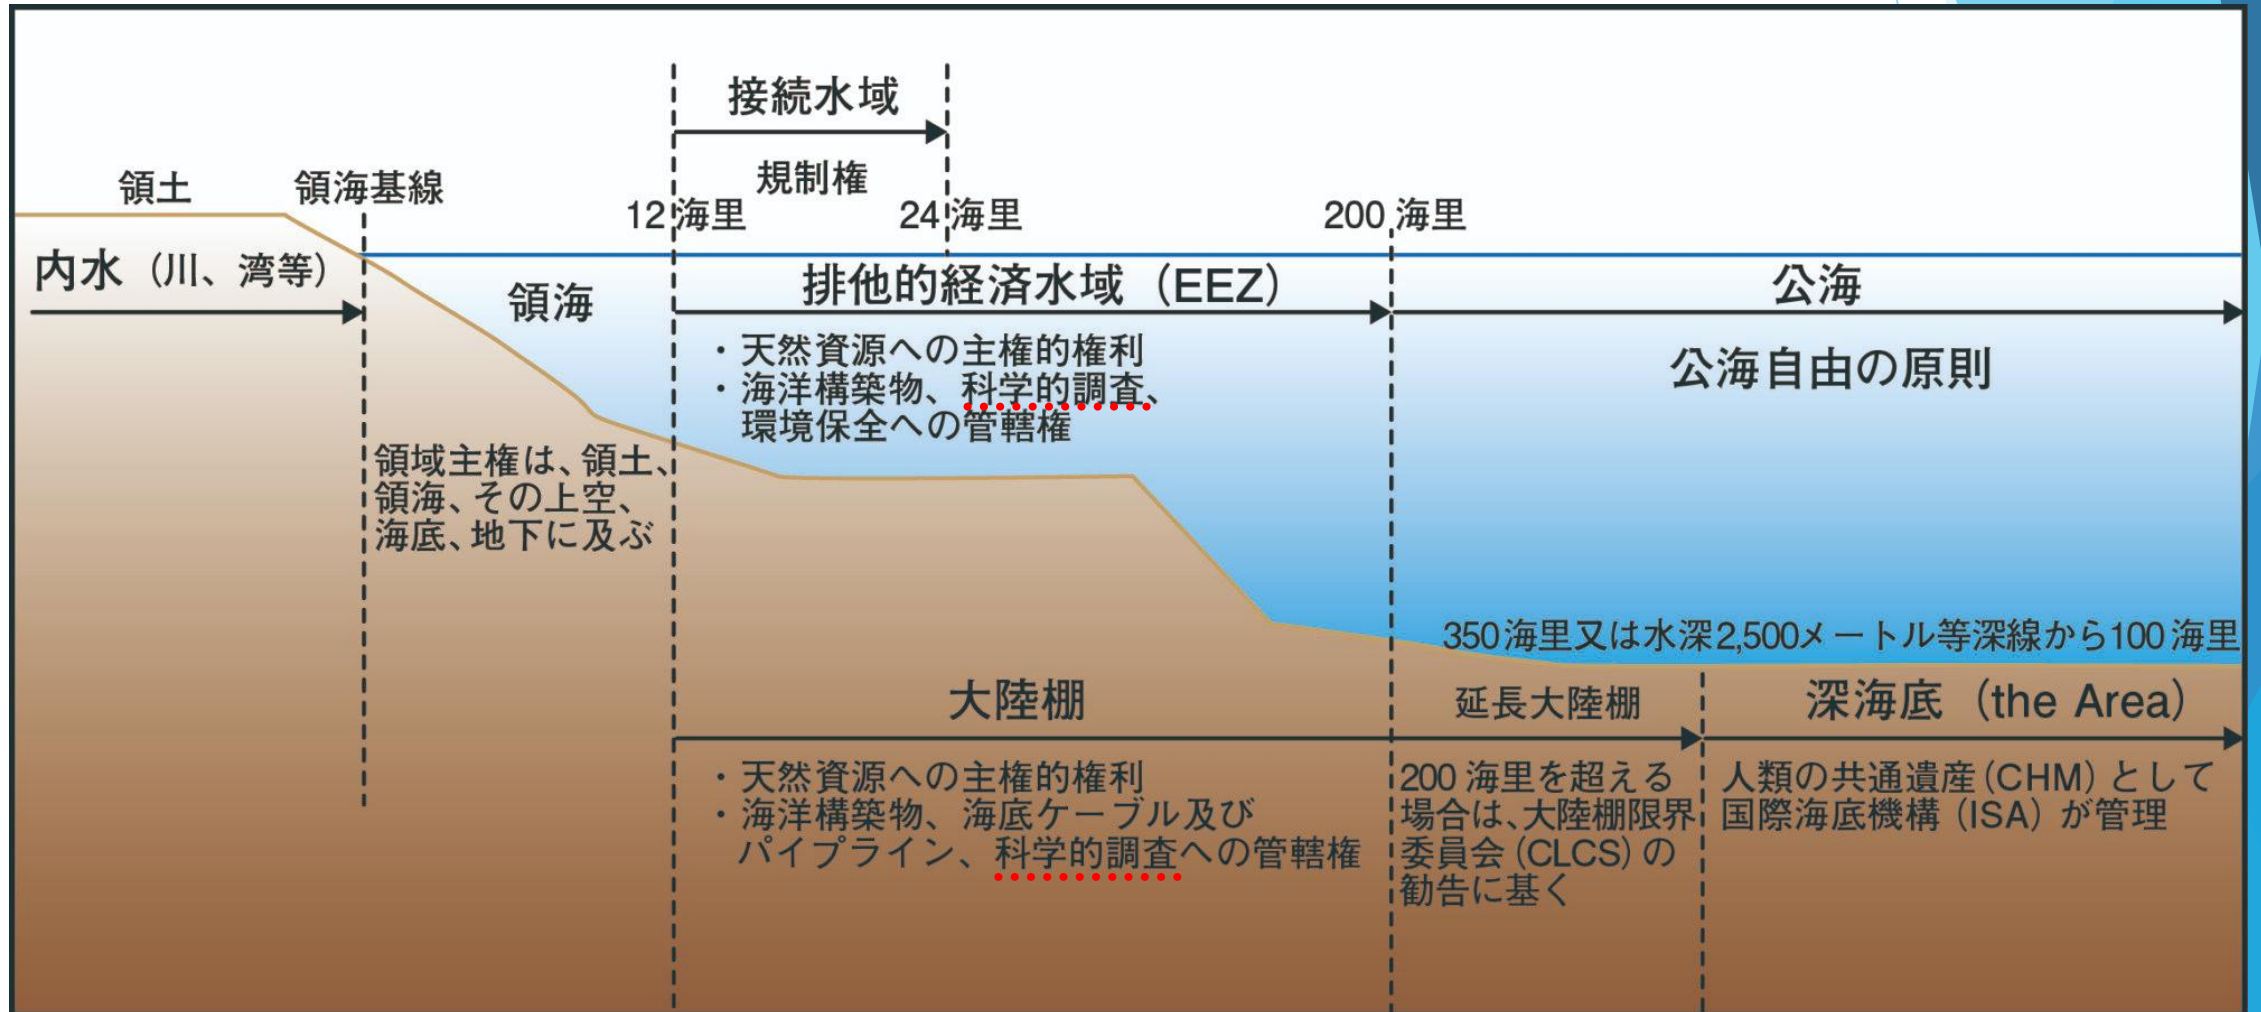 接続水域
規制権
領土
領海基線
12海里
24海里
200海里
内水（川、湾等）
領海
排他的経済水域（EEZ）
公海
・天然資源への主権的権利
・海洋構築物、科学的調査、
環境保全への管轄権
公海自由の原則
領域主権は、領土、
領海、その上空、
海底、地下に及ぶ
350海里又は水深2,500メートル等深線から100海里
大陸棚
延長大陸棚
深海底（the Area）
・天然資源への主権的権利
・海洋構築物、海底ケーブル及び
パイプライン、科学的調査への管轄権
200海里を超える
場合は、大陸棚限界
委員会（CLCS）の
勧告に基く
人類の共通遺産（CHM）として
国際海底機構（ISA）が管理